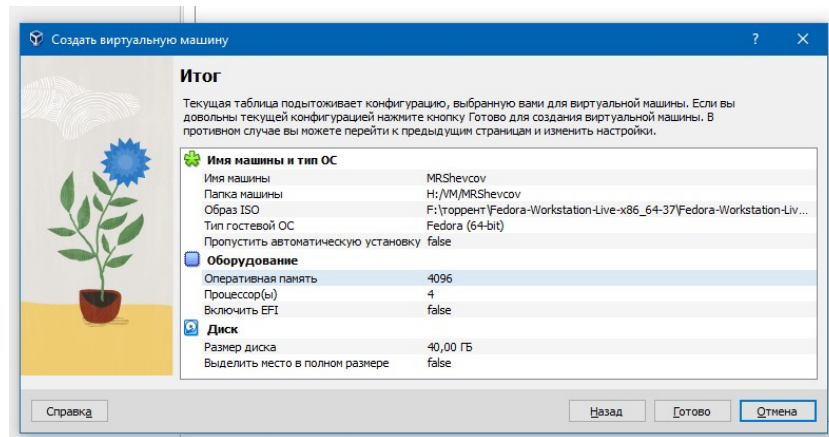 Создать виртуальную машину
Итог
Текущая таблица подытоживает конфигурацию, выбранную вами для виртуальной машины. Если вы
довольны текущей конфигурацией нажмите кнопку Готово для создания виртуальной машины. В
противном случае вы можете перейти к предыдущим страницам и изменить настройки.
Имя машины и тип ОС
Имя машины MRShevcov
Папка машины H:/VM/MRShevcov
Образ ISO F:\торрент\Fedora-Workstation-Live-x86_64-37\Fedora-Workstation-Liv...
Тип гостевой ОС Fedora (64-bit)
Пропустить автоматическую установку false
Оборудование
Оперативная память 4096
Процессор(ы) 4
Включить EFI false
Диск
Размер диска 40,00 ГБ
Выделить место в полном размере false
Справка Назад Готово Отмена